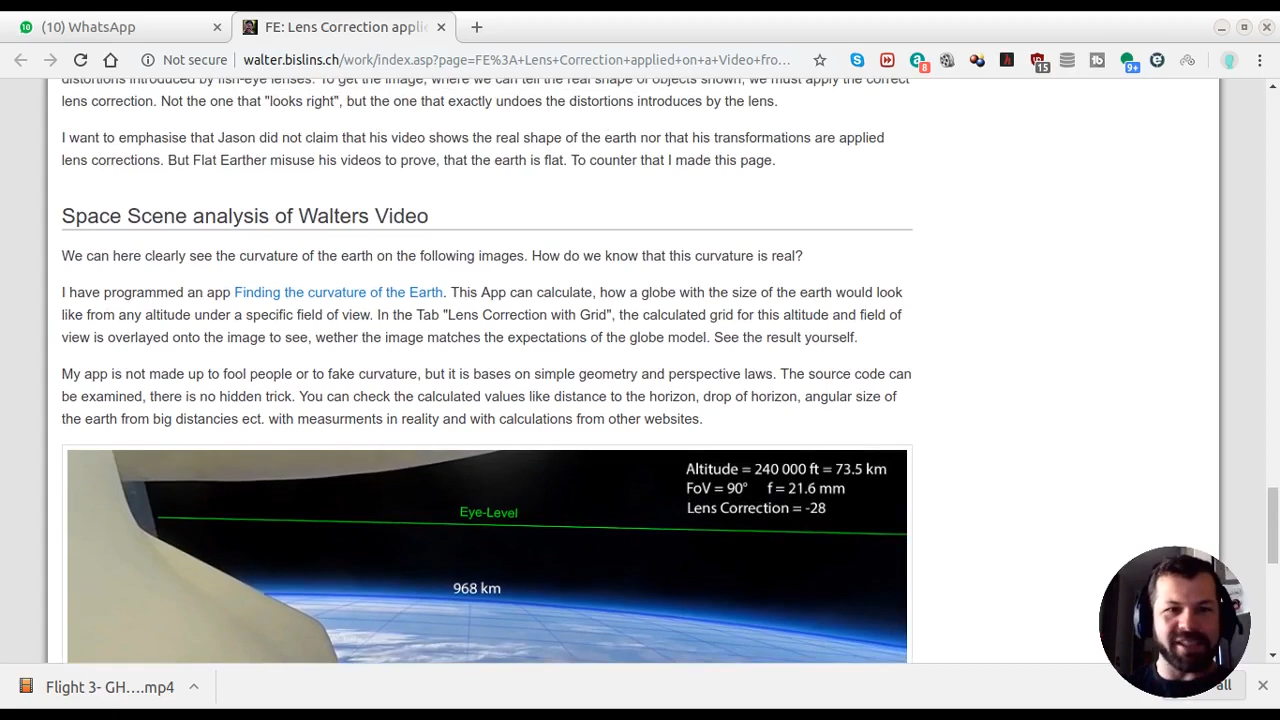 (10) WhatsApp
FE: Lens Correction appli
Not secure
walter.bislins.ch/work/index.asp?page=FE%3A+Lens+Correction+applied+on+a+Video+fro…
8
15
9+
lens correction. Not the one that "looks right", but the one that exactly undoes the distortions introduces by the lens.
I want to emphasise that Jason did not claim that his video shows the real shape of the earth nor that his transformations are applied
lens corrections. But Flat Earther misuse his videos to prove, that the earth is flat. To counter that I made this page.
Space Scene analysis of Walters Video
We can here clearly see the curvature of the earth on the following images. How do we know that this curvature is real?
I have programmed an app Finding the curvature of the Earth. This App can calculate, how a globe with the size of the earth would look
like from any altitude under a specific field of view. In the Tab "Lens Correction with Grid", the calculated grid for this altitude and field of
view is overlayed onto the image to see, wether the image matches the expectations of the globe model. See the result yourself.
My app is not made up to fool people or to fake curvature, but it is bases on simple geometry and perspective laws. The source code can
be examined, there is no hidden trick. You can check the calculated values like distance to the horizon, drop of horizon, angular size of
the earth from big distancies ect. with measurments in reality and with calculations from other websites.
Altitude = 240 000 ft = 73.5 km
FoV = 90° f = 21.6 mm
Lens Correction = -28
Eye-Level
968 km
Flight 3- GH….mp4
all